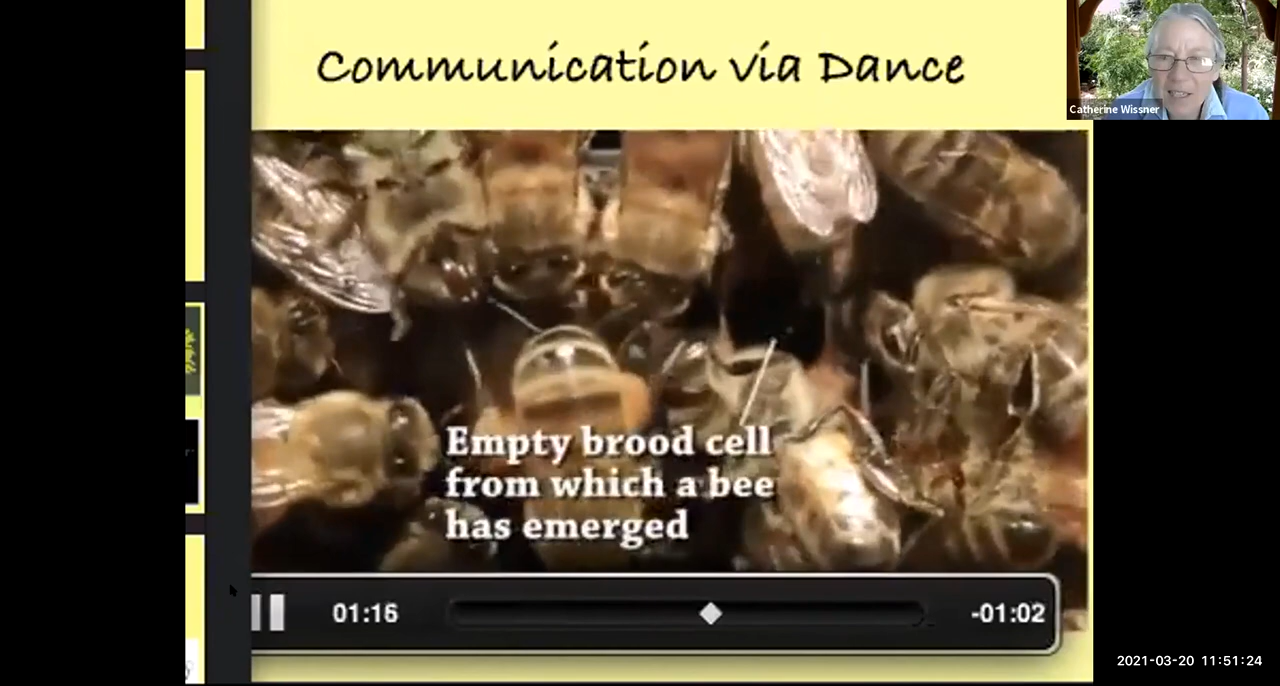 Communication via Dance
Catherine Wissner
Empty brood cell
from which a bee
has emerged
01:16
-01:02
2021-03-20 11:51:24